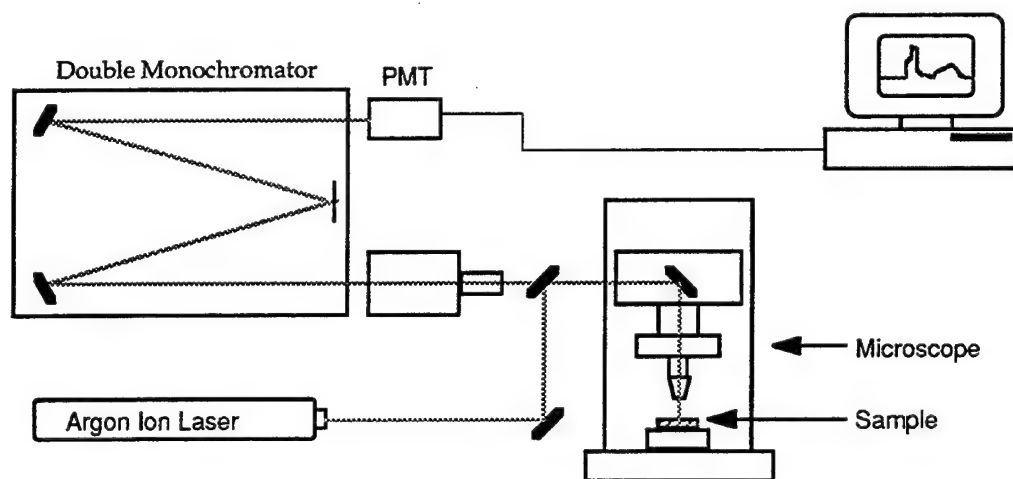 Double Monochromator
PMT
Microscope
Argon Ion Laser
Sample